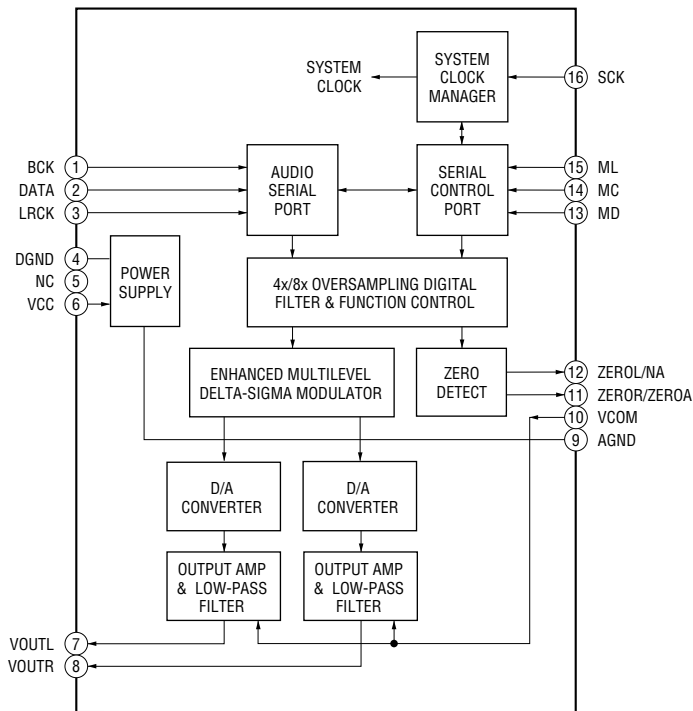 SYSTEM
CLOCK
SYSTEM
CLOCK
MANAGER
16 SCK
BCK 1
DATA 2
LRCK 3
AUDIO
SERIAL
PORT
SERIAL
CONTROL
PORT
15 ML
14 MC
13 MD
DGND 4
NC 5
VCC 6
POWER
SUPPLY
4x/8x OVERSAMPLING DIGITAL
FILTER & FUNCTION CONTROL
ENHANCED MULTILEVEL
DELTA-SIGMA MODULATOR
ZERO
DETECT
12 ZEROL/NA
11 ZEROR/ZEROA
10 VCOM
9 AGND
D/A
CONVERTER
D/A
CONVERTER
OUTPUT AMP
& LOW-PASS
FILTER
OUTPUT AMP
& LOW-PASS
FILTER
VOUTL 7
VOUTR 8